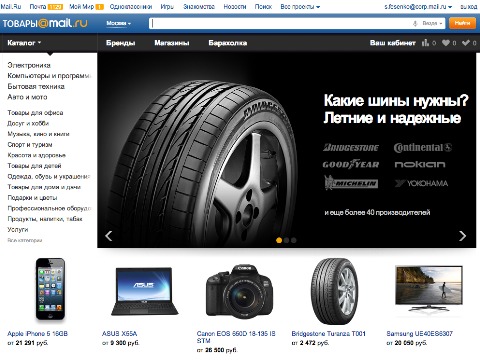 Mail.Ru Почта Мой Мир 1 Одноклассники Игры Знакомства Новости Поиск Все проекты s.fesenko@corp.mail.ru выход
ТОВАРЫ@mail.ru Москва Везде Найти
Каталог Бренды Магазины Барахолка Ваш кабинет 0 0 0
Электроника
Компьютеры и программы
Бытовая техника
Авто и мото
Товары для офиса
Досуг и хобби
Музыка, кино и книги
Спорт и туризм
Красота и здоровье
Товары для детей
Одежда, обувь и украшения
Товары для дома и дачи
Подарки и цветы
Профессиональное оборудование
Продукты, напитки, табак
Услуги
Все категории
Какие шины нужны?
Летние и надежные
BRIDGESTONE Continental
GOODYEAR NOKIAN
MICHELIN YOKOHAMA
и еще более 40 производителей
Apple iPhone 5 16GB
от 21 291 руб.
ASUS X55A
от 9 300 руб.
Canon EOS 650D 18-135 IS STM
от 26 500 руб.
Bridgestone Turanza T001
от 2 472 руб.
Samsung UE40ES6307
от 20 050 руб.